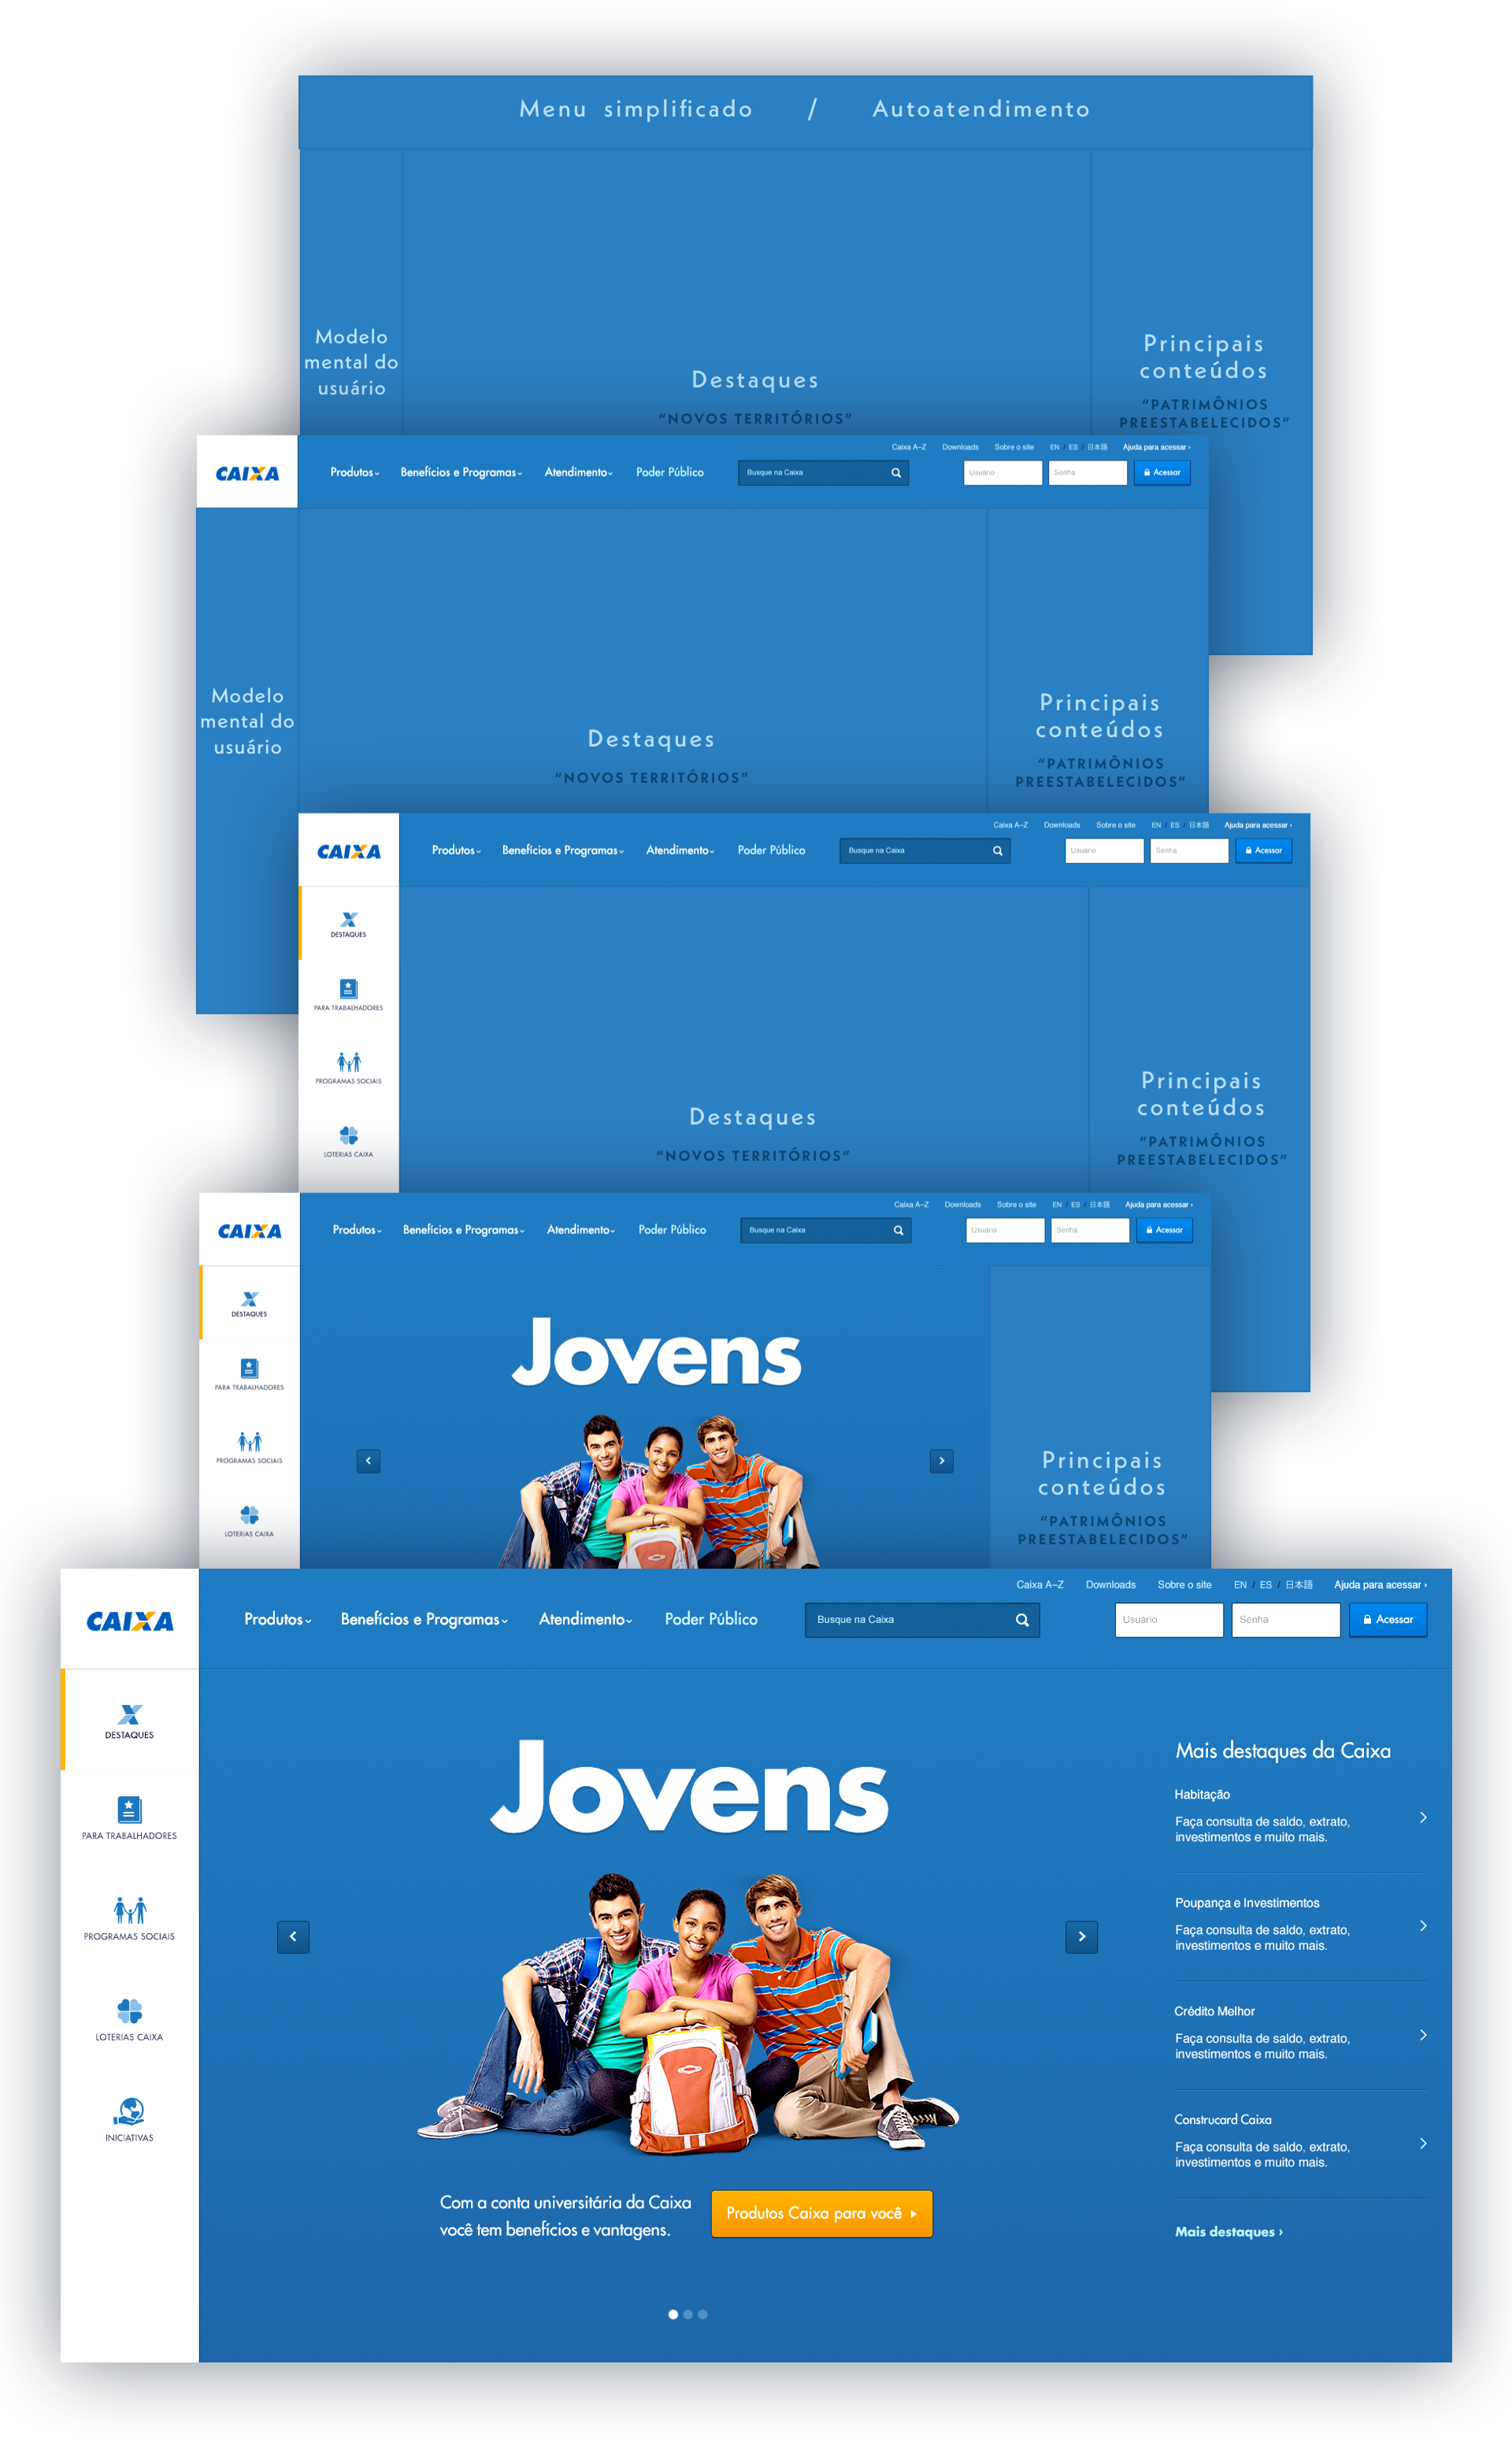 Menu simplificado / Autoatendimento
Modelo
mental do
usuário
Destaques
“NOVOS TERRITÓRIOS”
Principais
conteúdos
“PATRIMÔNIOS
PREESTABELECIDOS”
CAIXA
Caixa A–Z Downloads Sobre o site EN / ES / 日本語 Ajuda para acessar ›
Produtos Benefícios e Programas Atendimento Poder Público Busque na Caixa Usuário Senha Acessar
Modelo
mental do
usuário
Destaques
“NOVOS TERRITÓRIOS”
Principais
conteúdos
“PATRIMÔNIOS
PREESTABELECIDOS”
CAIXA
Caixa A–Z Downloads Sobre o site EN / ES / 日本語 Ajuda para acessar ›
Produtos Benefícios e Programas Atendimento Poder Público Busque na Caixa Usuário Senha Acessar
DESTAQUES
PARA TRABALHADORES
PROGRAMAS SOCIAIS
LOTERIAS CAIXA
Destaques
“NOVOS TERRITÓRIOS”
Principais
conteúdos
“PATRIMÔNIOS
PREESTABELECIDOS”
CAIXA
Caixa A–Z Downloads Sobre o site EN / ES / 日本語 Ajuda para acessar ›
Produtos Benefícios e Programas Atendimento Poder Público Busque na Caixa Usuário Senha Acessar
DESTAQUES
PARA TRABALHADORES
PROGRAMAS SOCIAIS
LOTERIAS CAIXA
Jovens
Principais
conteúdos
“PATRIMÔNIOS
PREESTABELECIDOS”
CAIXA
Caixa A–Z Downloads Sobre o site EN / ES / 日本語 Ajuda para acessar ›
Produtos Benefícios e Programas Atendimento Poder Público Busque na Caixa Usuário Senha Acessar
DESTAQUES
PARA TRABALHADORES
PROGRAMAS SOCIAIS
LOTERIAS CAIXA
INICIATIVAS
Jovens
Com a conta universitária da Caixa
você tem benefícios e vantagens.
Produtos Caixa para você
Mais destaques da Caixa
Habitação
Faça consulta de saldo, extrato,
investimentos e muito mais.
Poupança e Investimentos
Faça consulta de saldo, extrato,
investimentos e muito mais.
Crédito Melhor
Faça consulta de saldo, extrato,
investimentos e muito mais.
Construcard Caixa
Faça consulta de saldo, extrato,
investimentos e muito mais.
Mais destaques ›